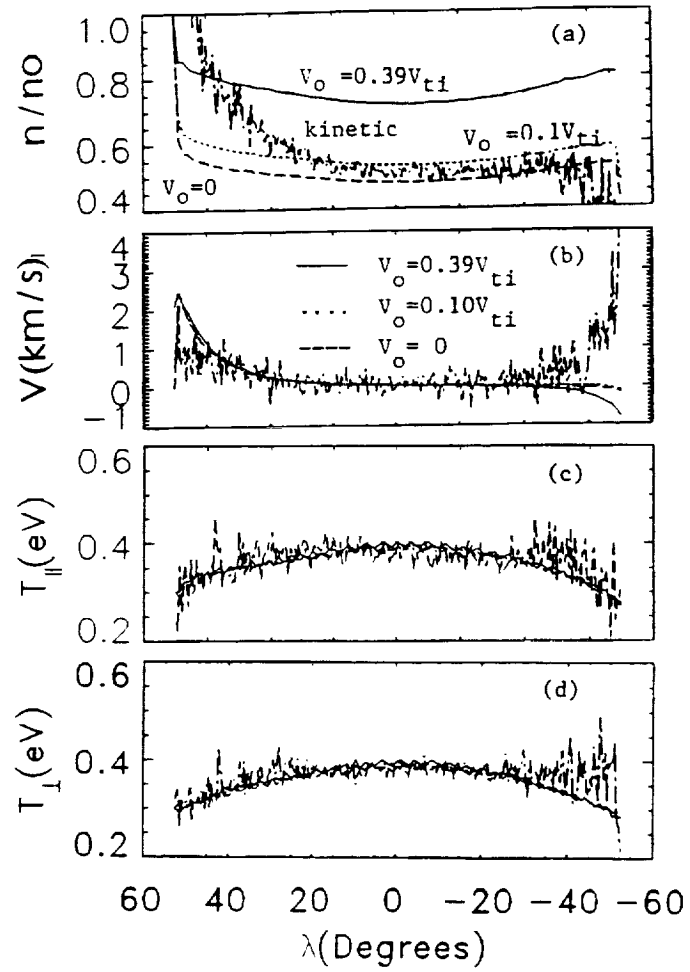 (a)
1.0
0.8
0.6
0.4
n/no
V_o =0.39V_ti
kinetic
V_o =0.1V_ti
V_o=0
(b)
4
3
2
1
0
−1
V(km/s)
V_o=0.39V_ti
V_o=0.10V_ti
V_o= 0
(c)
0.6
0.4
0.2
T_∥(eV)
(d)
0.6
0.4
0.2
T_⊥(eV)
60 40 20 0 −20 −40 −60
λ(Degrees)